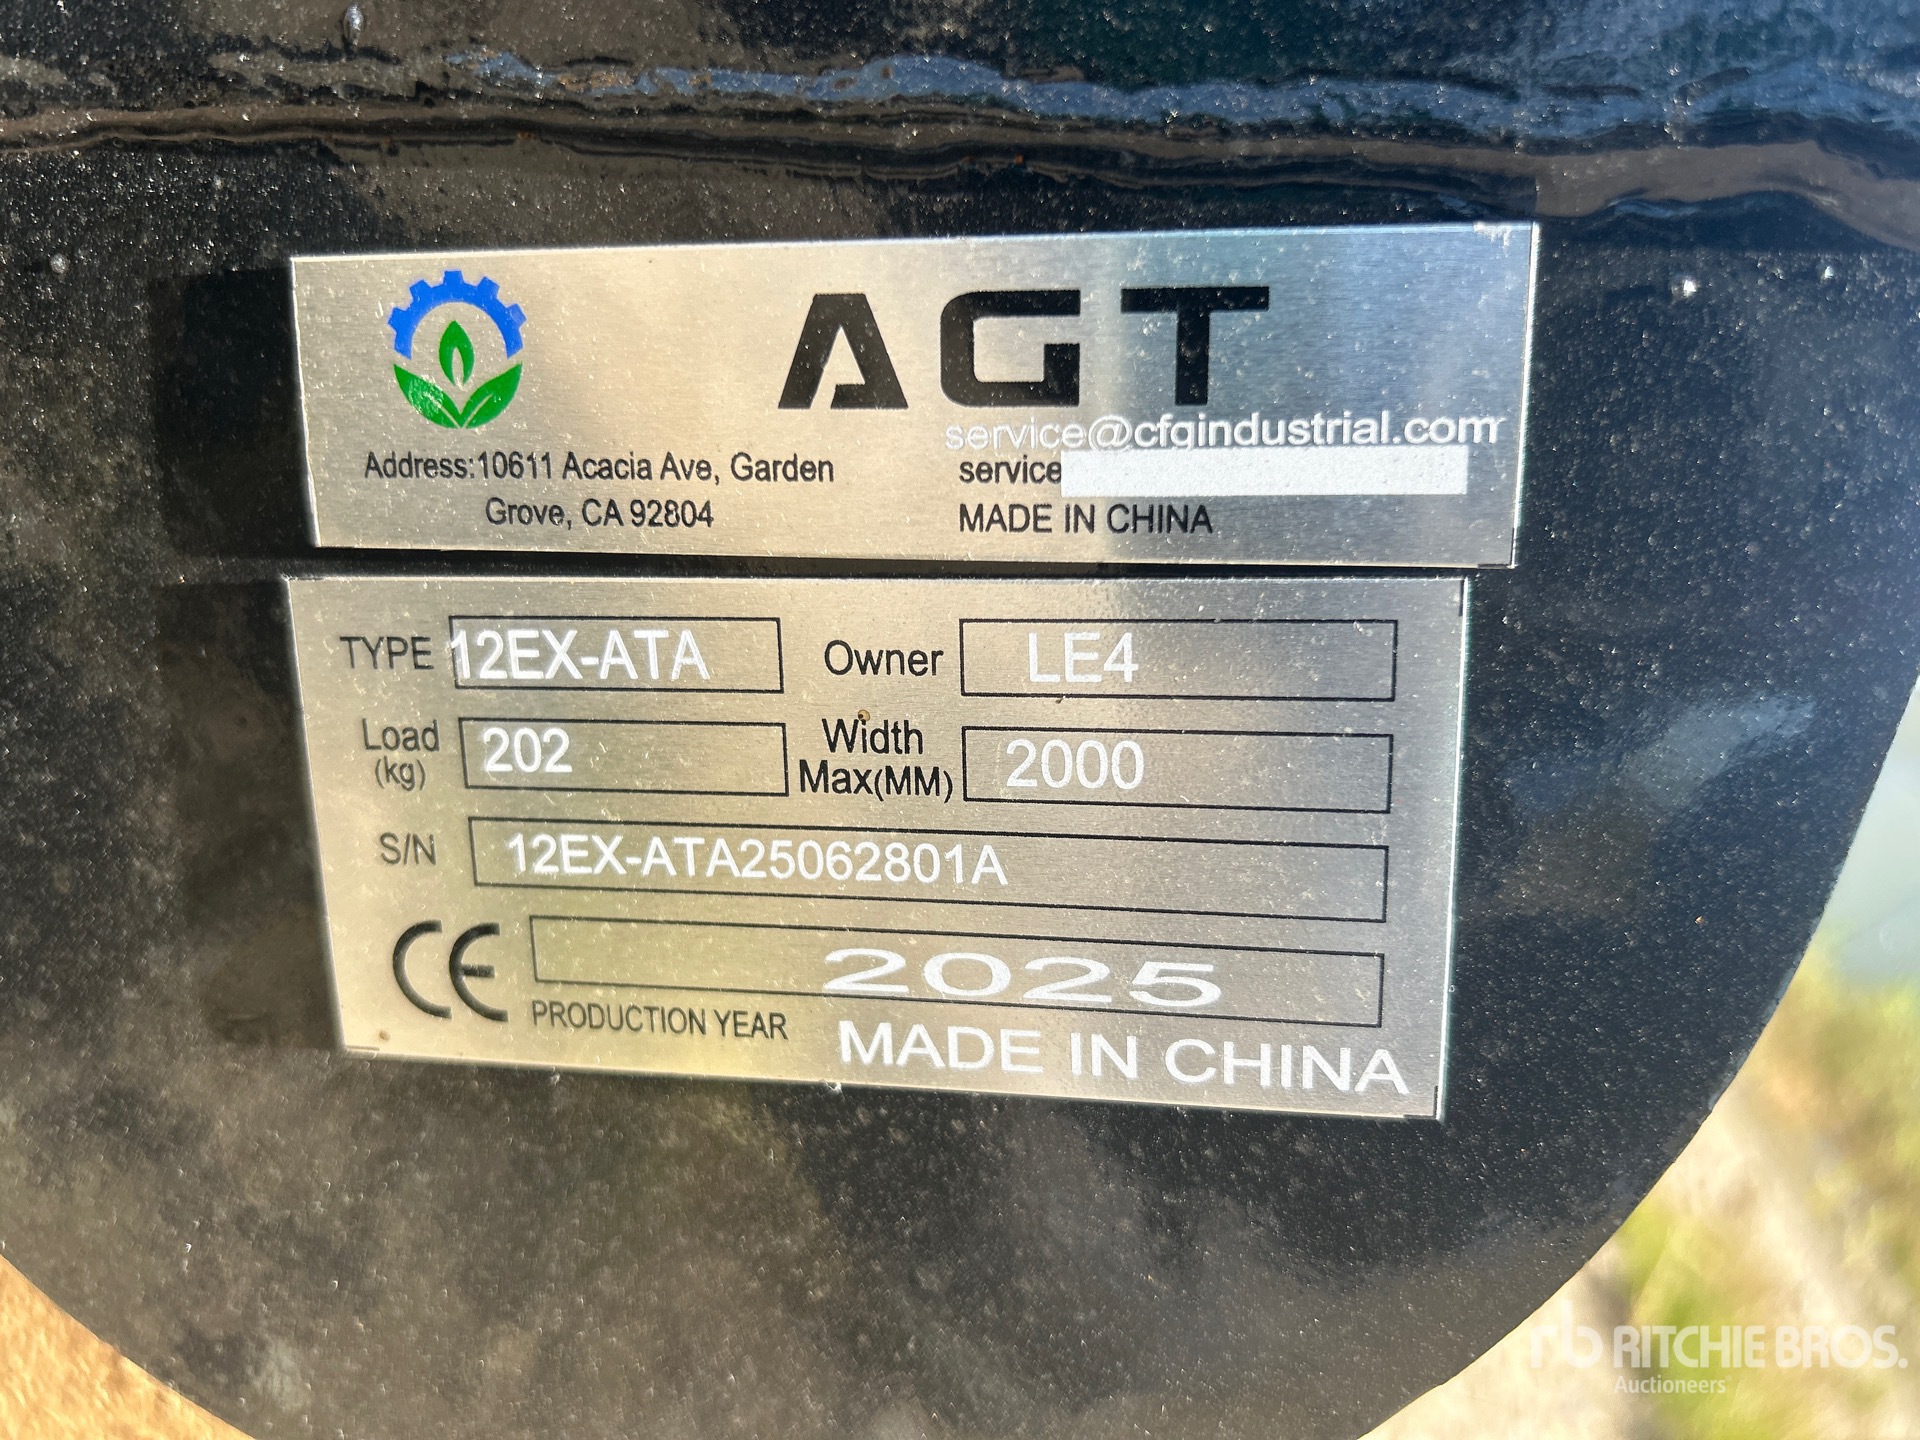 AGT
service@cfgindustrial.com
Address:10611 Acacia Ave, Garden
Grove, CA 92804
service
MADE IN CHINA
TYPE 12EX-ATA Owner LE4
Load (kg) 202 Width Max(MM) 2000
S/N 12EX-ATA25062801A
CE 2025
PRODUCTION YEAR
MADE IN CHINA
rb RITCHIE BROS.
Auctioneers